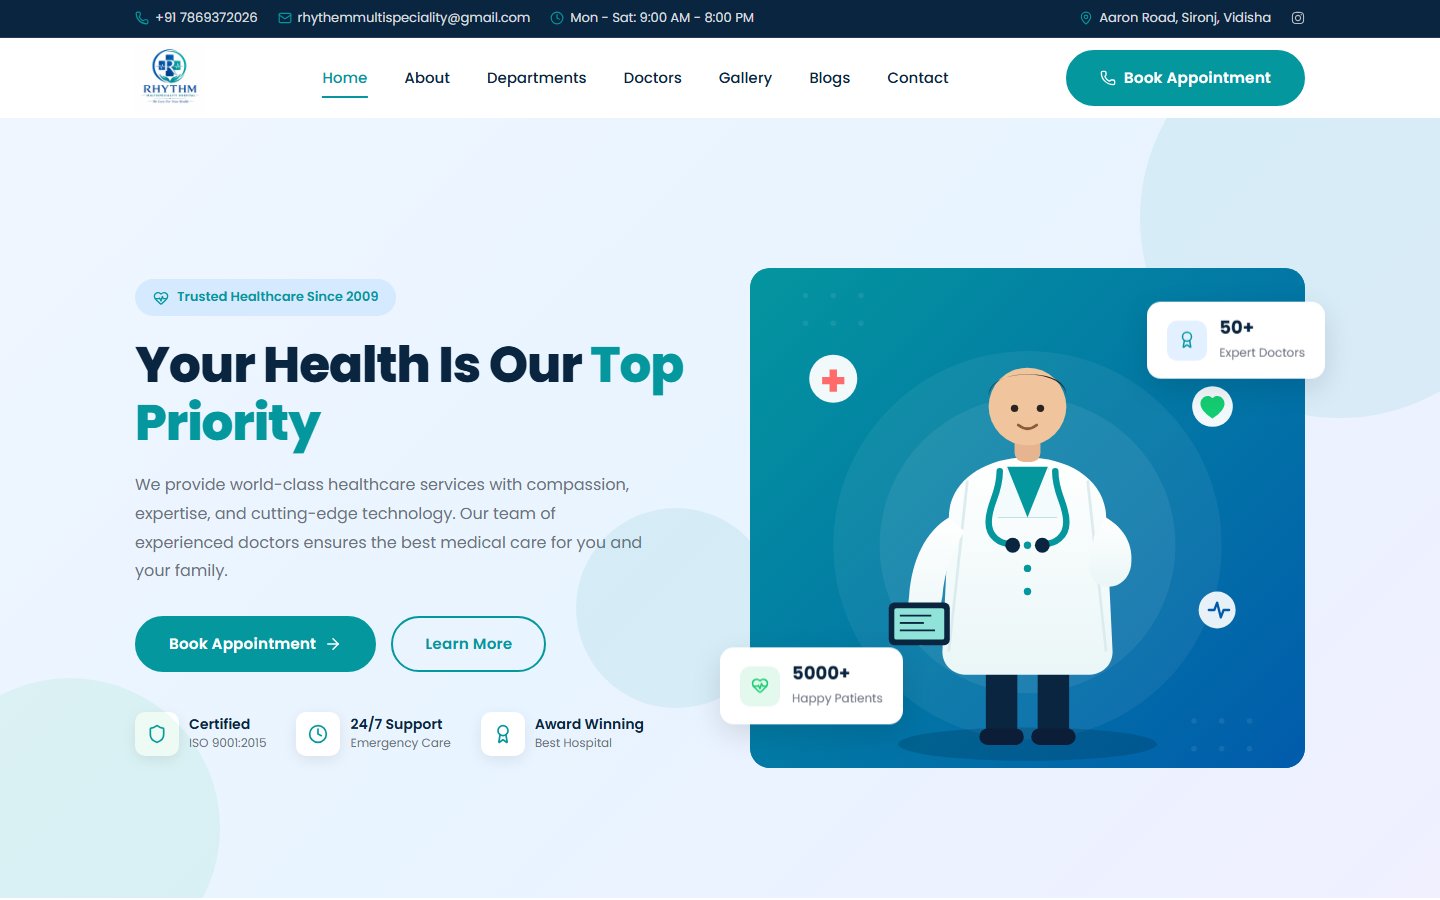 +91 7869372026
rhythemmultispeciality@gmail.com
Mon - Sat: 9:00 AM - 8:00 PM
Aaron Road, Sironj, Vidisha
RHYTHM
Home
About
Departments
Doctors
Gallery
Blogs
Contact
Book Appointment
Trusted Healthcare Since 2009
Your Health Is Our Top
Priority
We provide world-class healthcare services with compassion,
expertise, and cutting-edge technology. Our team of
experienced doctors ensures the best medical care for you and
your family.
Book Appointment
Learn More
Certified
ISO 9001:2015
24/7 Support
Emergency Care
Award Winning
Best Hospital
50+
Expert Doctors
5000+
Happy Patients